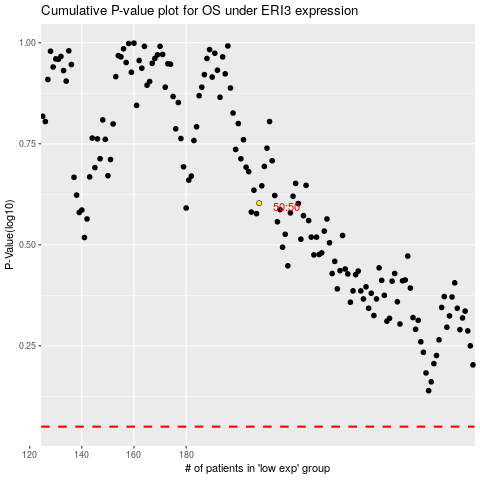 Cumulative P-value plot for OS under ERI3 expression
P-Value(log10)
1.00
0.75
0.50
0.25
50:50
120 140 160 180
# of patients in 'low exp' group